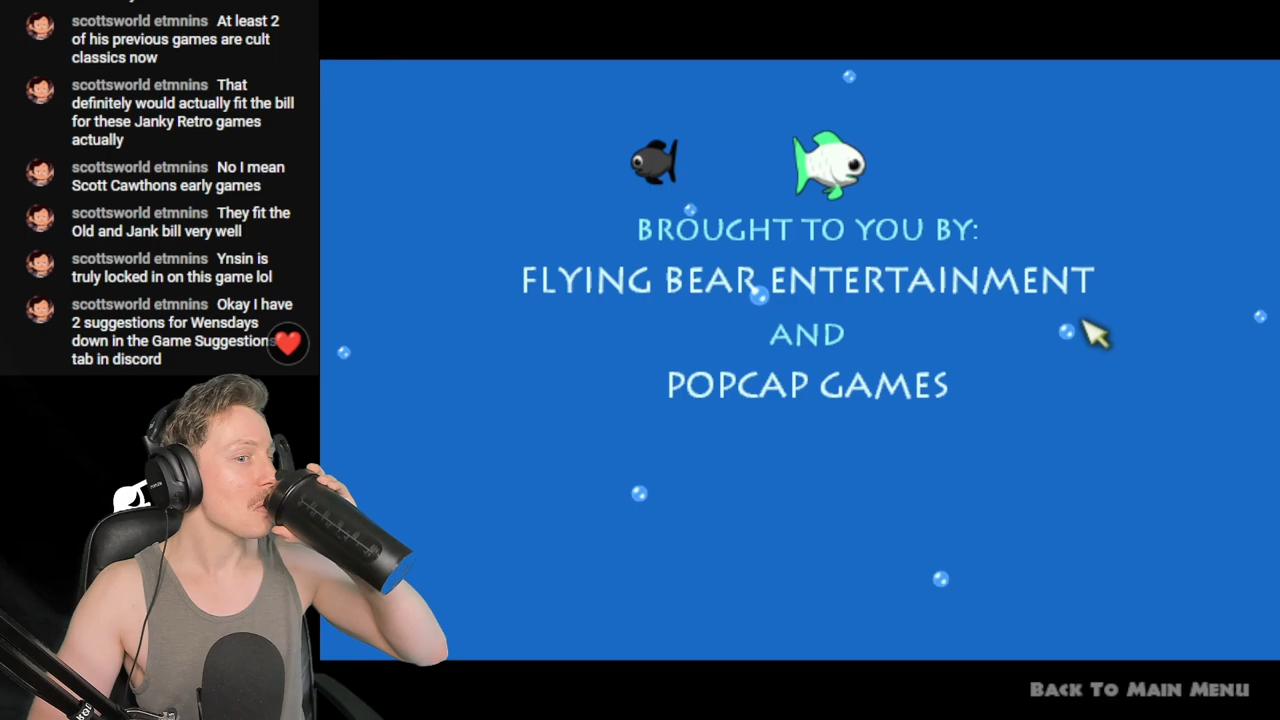 scottsworld etmnins At least 2
of his previous games are cult
classics now
scottsworld etmnins That
definitely would actually fit the bill
for these Janky Retro games
actually
scottsworld etmnins No I mean
Scott Cawthons early games
scottsworld etmnins They fit the
Old and Jank bill very well
scottsworld etmnins Ynsin is
truly locked in on this game lol
scottsworld etmnins Okay I have
2 suggestions for Wensdays
down in the Game Suggestions
tab in discord
BROUGHT TO YOU BY:
FLYING BEAR ENTERTAINMENT
AND
POPCAP GAMES
BACK TO MAIN MENU